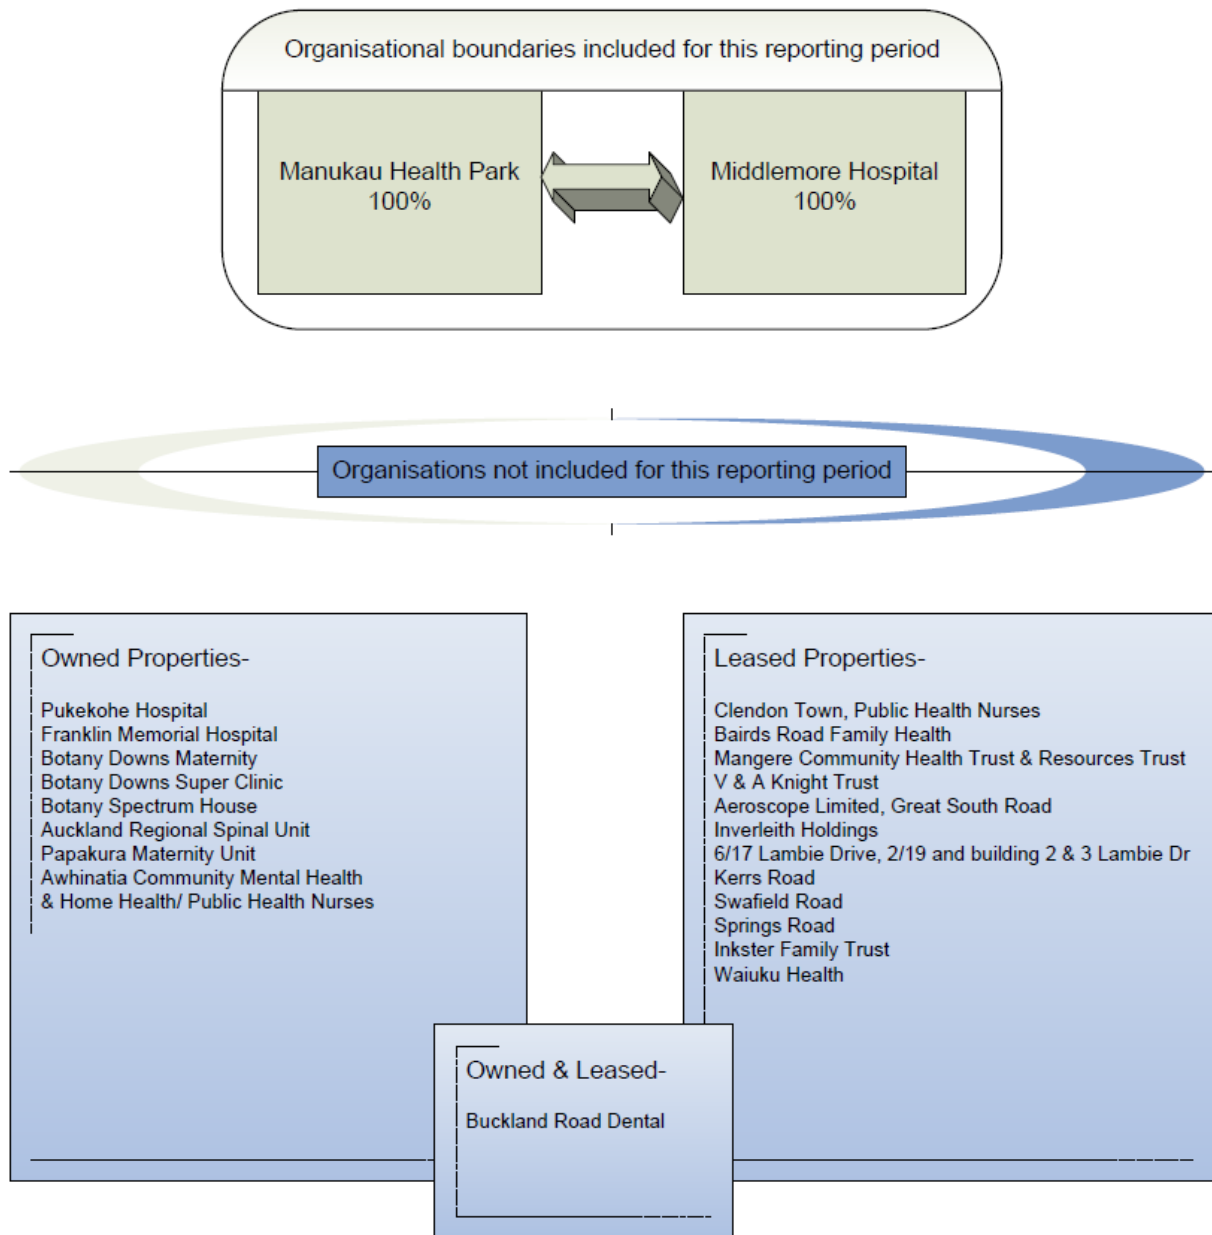 Organisational boundaries included for this reporting period
Manukau Health Park
100%
Middlemore Hospital
100%
Organisations not included for this reporting period
Owned Properties-
Pukekohe Hospital
Franklin Memorial Hospital
Botany Downs Maternity
Botany Downs Super Clinic
Botany Spectrum House
Auckland Regional Spinal Unit
Papakura Maternity Unit
Awhinatia Community Mental Health
& Home Health/ Public Health Nurses
Leased Properties-
Clendon Town, Public Health Nurses
Bairds Road Family Health
Mangere Community Health Trust & Resources Trust
V & A Knight Trust
Aeroscope Limited, Great South Road
Inverleith Holdings
6/17 Lambie Drive, 2/19 and building 2 & 3 Lambie Dr
Kerrs Road
Swafield Road
Springs Road
Inkster Family Trust
Waiuku Health
Owned & Leased-
Buckland Road Dental